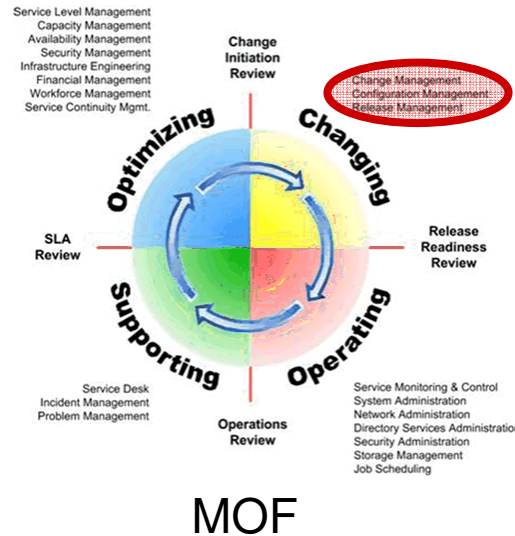 Service Level Management
Capacity Management
Availability Management
Security Management
Infrastructure Engineering
Financial Management
Workforce Management
Service Continuity Mgmt.
Change
Initiation
Review
Change Management
Configuration Management
Release Management
Optimizing
Changing
SLA
Review
Release
Readiness
Review
Supporting
Operating
Service Desk
Incident Management
Problem Management
Operations
Review
Service Monitoring & Control
System Administration
Network Administration
Directory Services Administratio
Security Administration
Storage Management
Job Scheduling
MOF